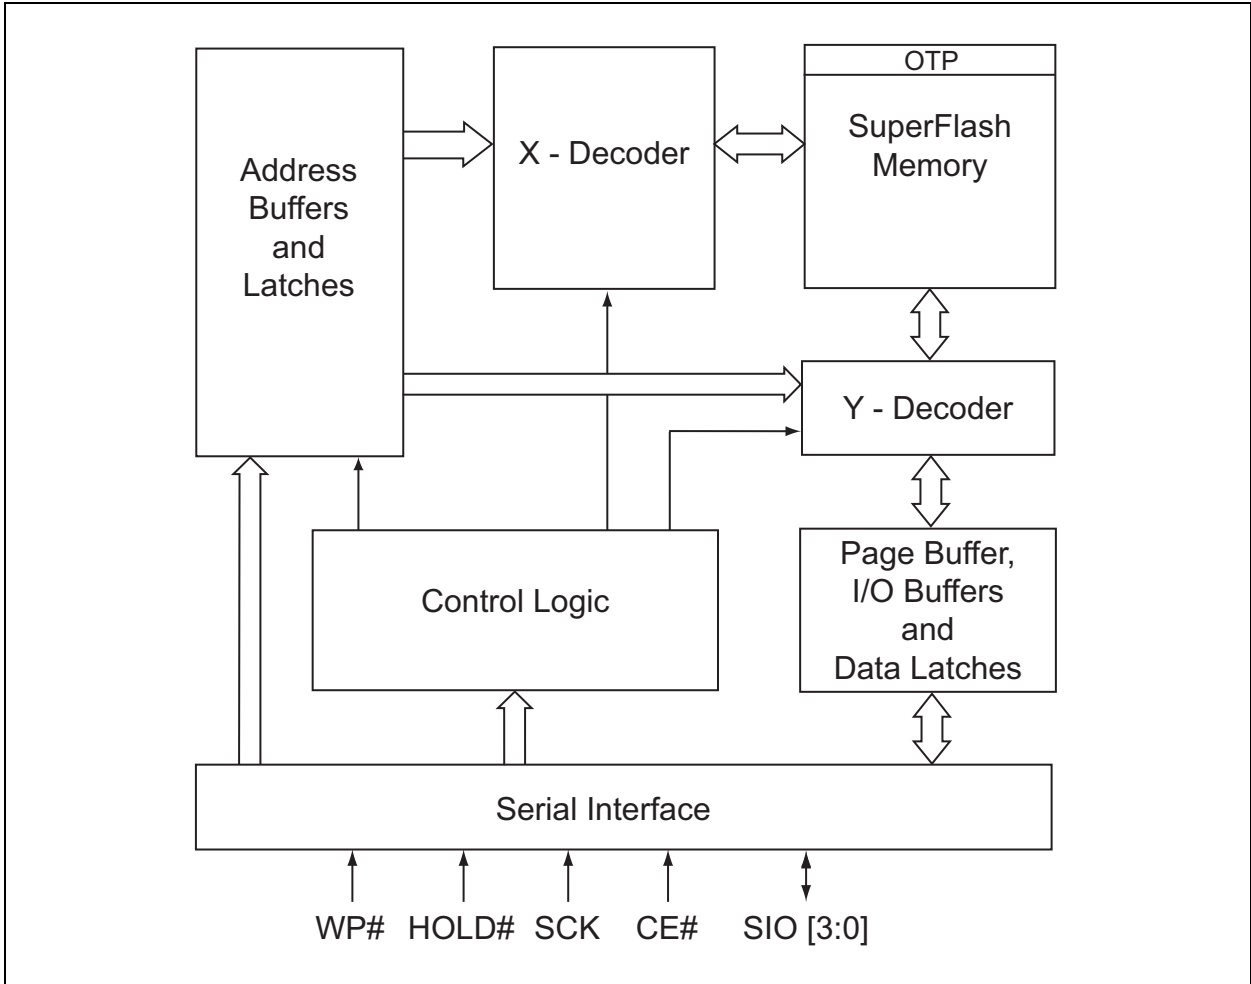 OTP
SuperFlash
Memory
X - Decoder
Address
Buffers
and
Latches
Y - Decoder
Page Buffer,
I/O Buffers
and
Data Latches
Control Logic
Serial Interface
WP# HOLD# SCK CE# SIO [3:0]